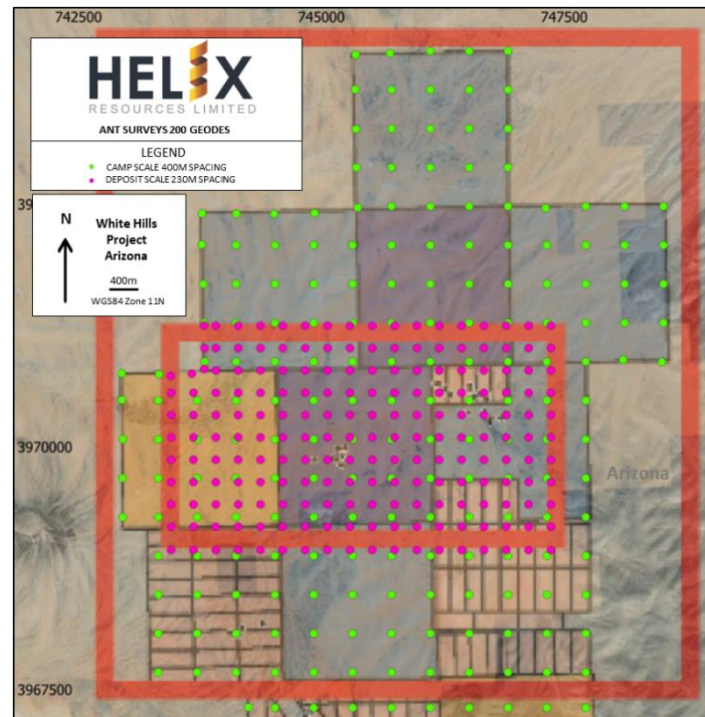 742500 745000 747500
HELIX
RESOURCES LIMITED
ANT SURVEYS 200 GEODES
LEGEND
CAMP SCALE 400M SPACING
DEPOSIT SCALE 230M SPACING
N
White Hills
Project
Arizona
400m
WGS84 Zone 11N
3970000
Arizona
3967500